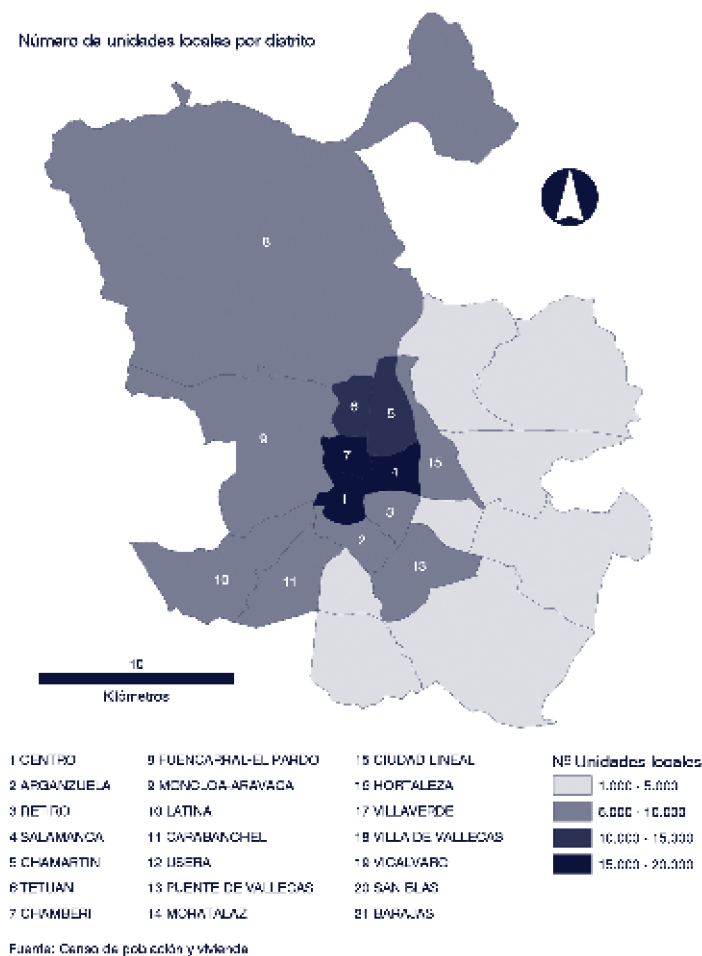 Número de unidades locales por distrito
8
6
5
9
7
4
15
1
3
2
13
10
11
10
Kilómetros
1 CENTRO
2 ARGANZUELA
3 RETIRO
4 SALAMANCA
5 CHAMARTIN
6 TETUAN
7 CHAMBERI
8 FUENCARRAL-EL PARDO
9 MONCLOA-ARAVACA
10 LATINA
11 CARABANCHEL
12 USERA
13 PUENTE DE VALLECAS
14 MORATALAZ
15 CIUDAD LINEAL
16 HORTALEZA
17 VILLAVERDE
18 VILLA DE VALLECAS
19 VICALVARO
20 SAN BLAS
21 BARAJAS
Nº Unidades locales
1.000 - 5.000
5.000 - 10.000
10.000 - 15.000
15.000 - 20.000
Fuente: Censo de población y vivienda